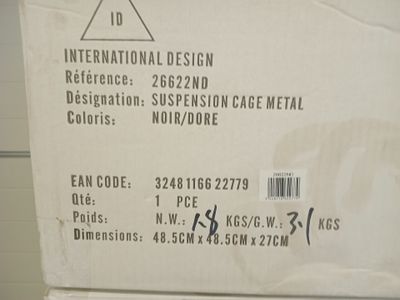 ID
INTERNATIONAL DESIGN
Référence: 26622ND
Désignation: SUSPENSION CAGE METAL
Coloris: NOIR/DORE
EAN CODE: 3248 1166 22779
Qté: 1 PCE
Poids: N.W.: 1.8 KGS/G.W.: 3.1 KGS
Dimensions: 48.5CM x 48.5CM x 27CM